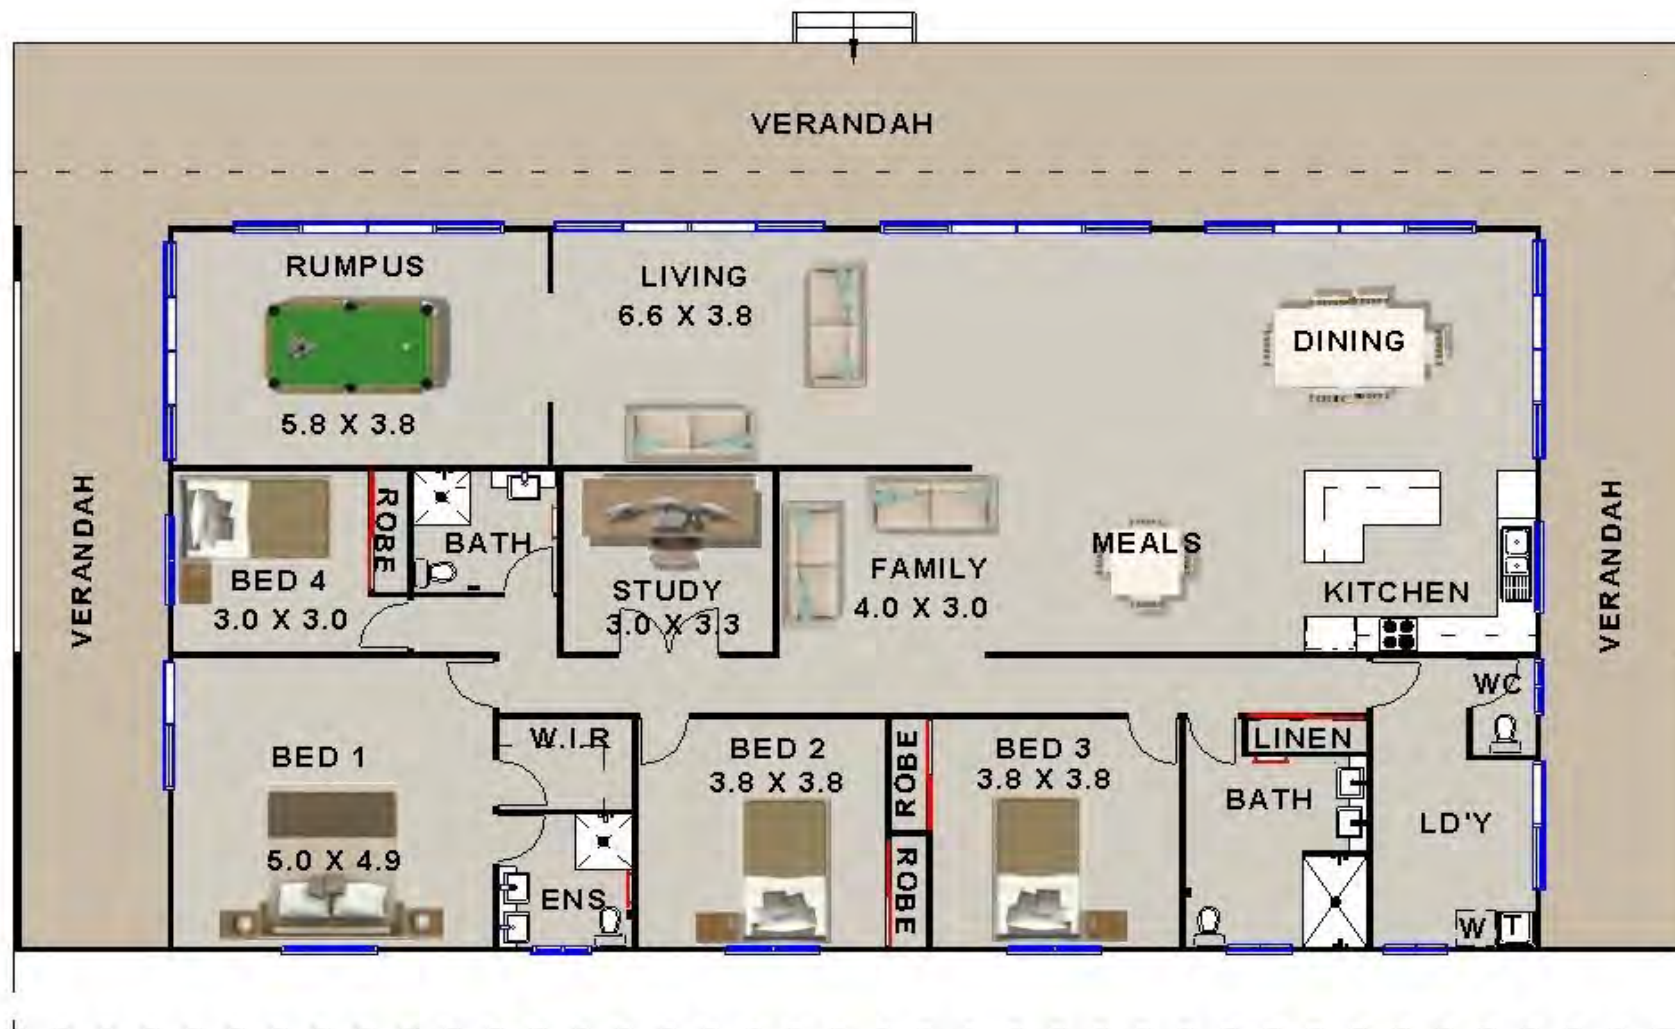 VERANDAH
RUMPUS
5.8 X 3.8
LIVING
6.6 X 3.8
DINING
VERANDAH
BED 4
3.0 X 3.0
ROBE
BATH
STUDY
3.0 X 3.3
FAMILY
4.0 X 3.0
MEALS
KITCHEN
VERANDAH
BED 1
5.0 X 4.9
W.I.R
ENS
BED 2
3.8 X 3.8
ROBE
ROBE
BED 3
3.8 X 3.8
LINEN
BATH
WC
LD'Y
W
T